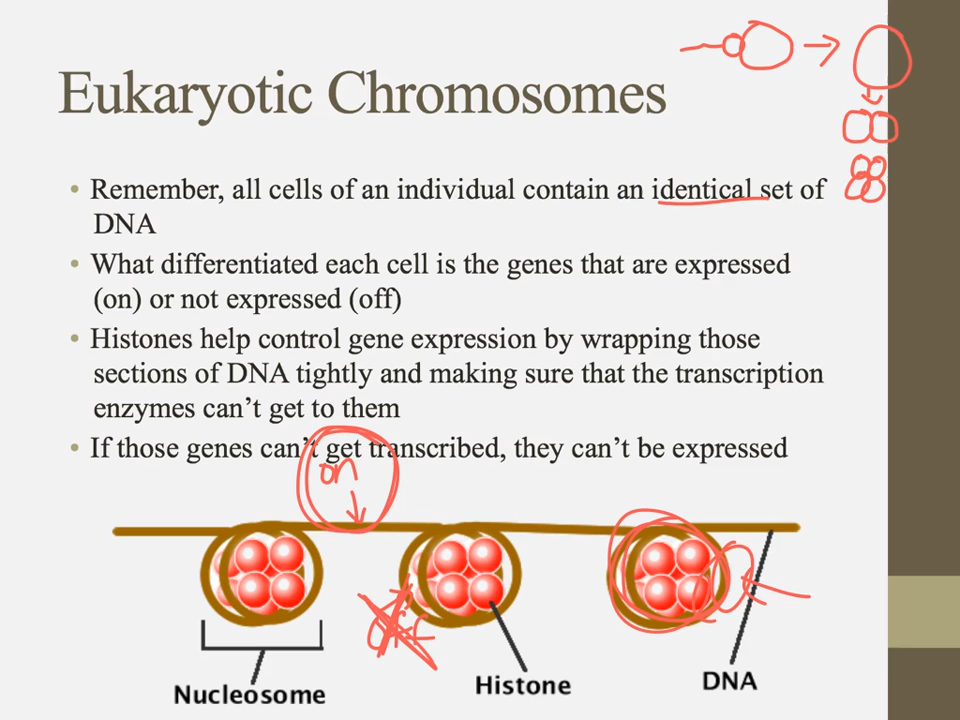 Eukaryotic Chromosomes
• Remember, all cells of an individual contain an identical set of
DNA
• What differentiated each cell is the genes that are expressed
(on) or not expressed (off)
• Histones help control gene expression by wrapping those
sections of DNA tightly and making sure that the transcription
enzymes can't get to them
• If those genes can't get transcribed, they can't be expressed
on
Nucleosome
Histone
DNA